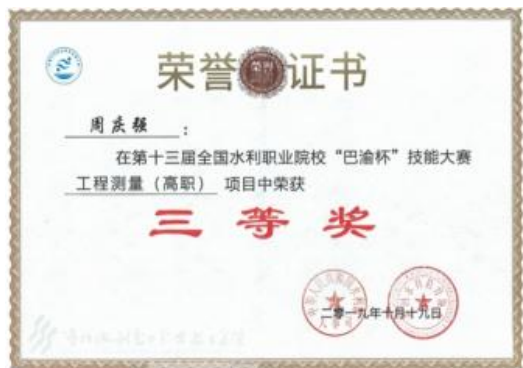 荣誉证书
周庆强 :
在第十三届全国水利职业院校“巴渝杯”技能大赛
工程测量（高职） 项目中荣获
三等奖
二零一九年十月十九日